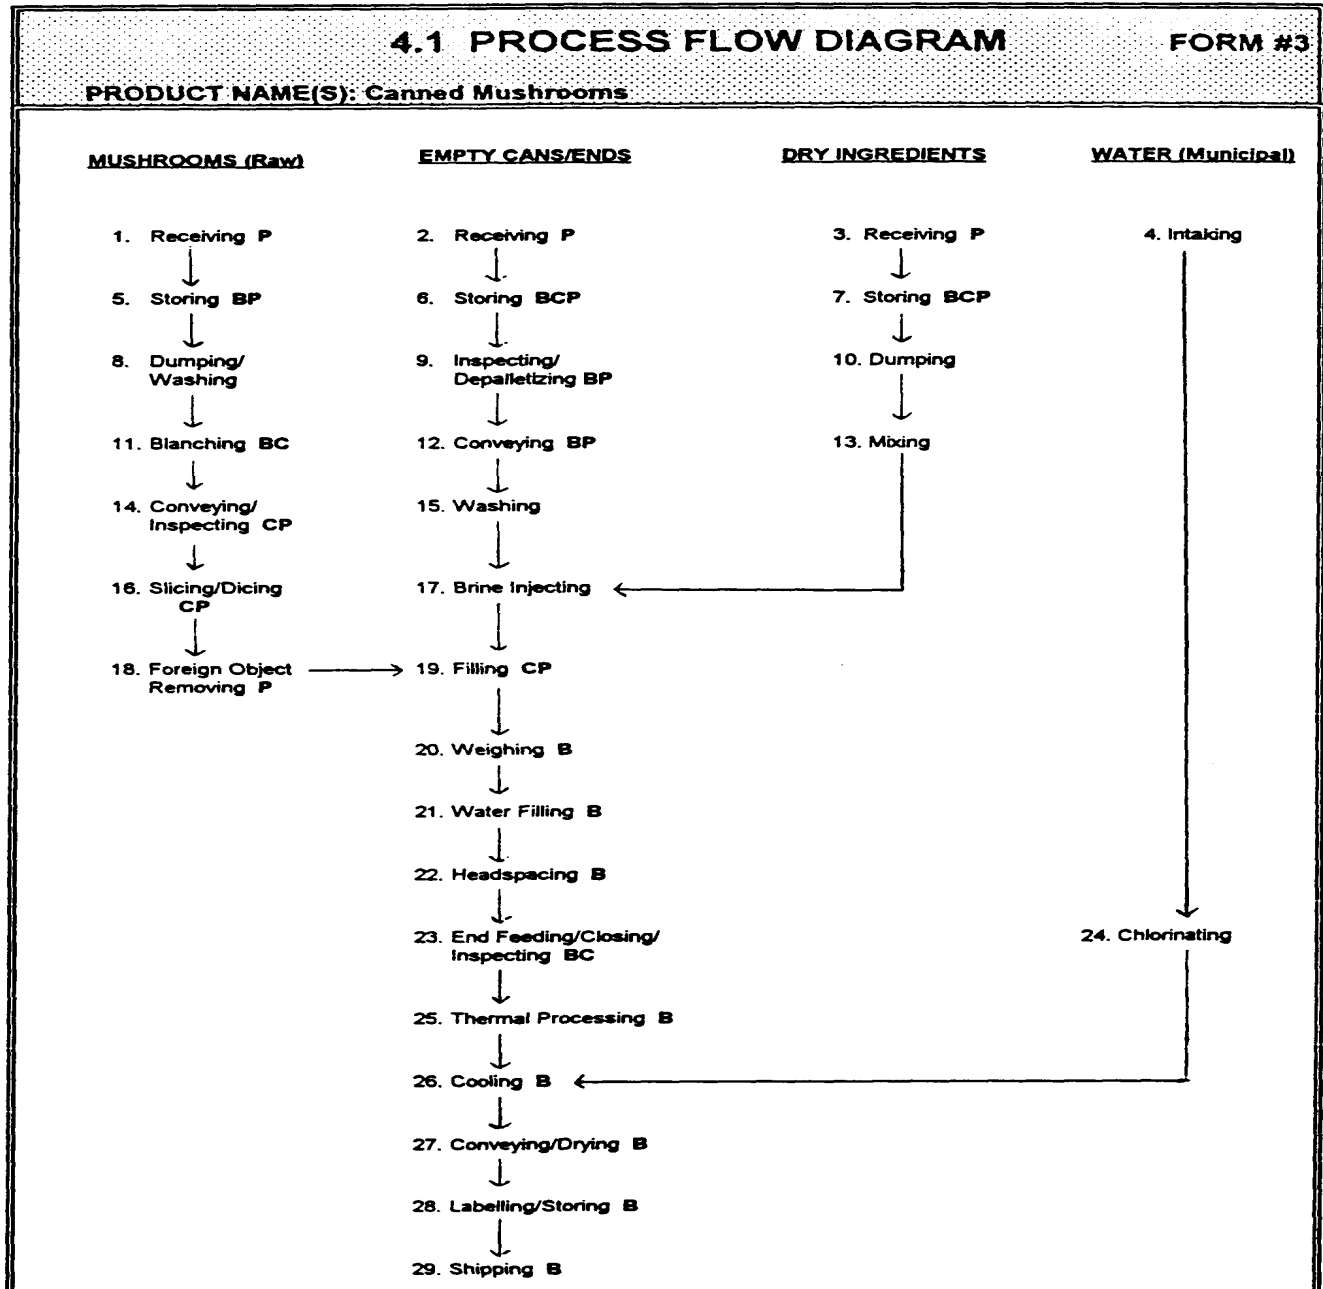 4.1 PROCESS FLOW DIAGRAM FORM #3
PRODUCT NAME(S): Canned Mushrooms
MUSHROOMS (Raw) EMPTY CANS/ENDS DRY INGREDIENTS WATER (Municipal)
1. Receiving P 2. Receiving P 3. Receiving P 4. Intaking
5. Storing BP 6. Storing BCP 7. Storing BCP
8. Dumping/ 9. Inspecting/ 10. Dumping
Washing Depalletizing BP
11. Blanching BC 12. Conveying BP 13. Mixing
14. Conveying/ 15. Washing
Inspecting CP
16. Slicing/Dicing 17. Brine Injecting
CP
18. Foreign Object 19. Filling CP
Removing P
20. Weighing B
21. Water Filling B
22. Headspacing B
23. End Feeding/Closing/ 24. Chlorinating
Inspecting BC
25. Thermal Processing B
26. Cooling B
27. Conveying/Drying B
28. Labelling/Storing B
29. Shipping B